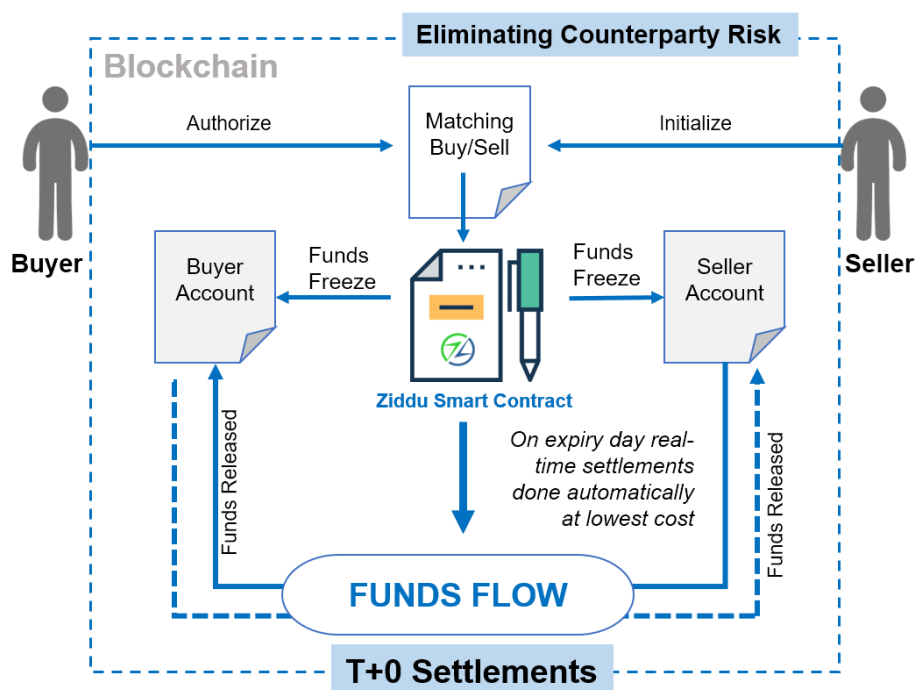 Eliminating Counterparty Risk
Blockchain
Authorize
Matching
Buy/Sell
Initialize
Buyer
Seller
Buyer
Account
Funds
Freeze
Funds
Freeze
Seller
Account
Ziddu Smart Contract
On expiry day real-
time settlements
done automatically
at lowest cost
Funds Released
Funds Released
FUNDS FLOW
T+0 Settlements